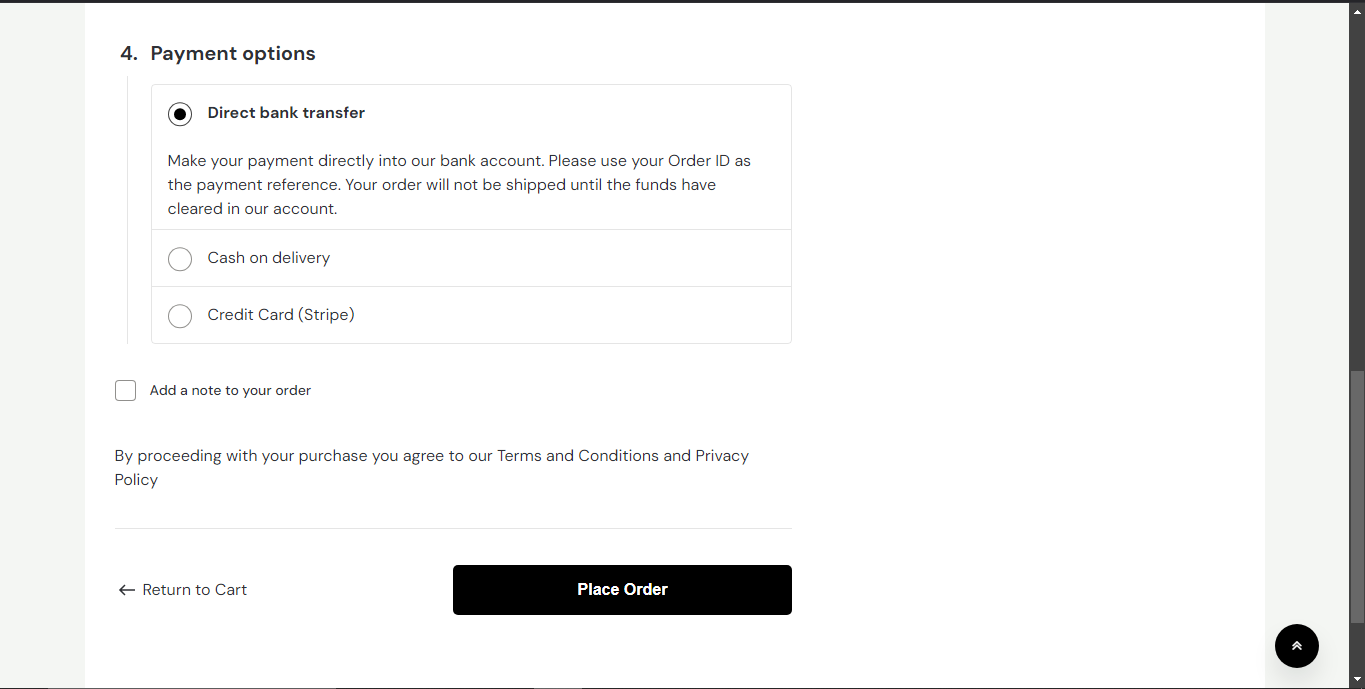 4. Payment options
Direct bank transfer
Make your payment directly into our bank account. Please use your Order ID as
the payment reference. Your order will not be shipped until the funds have
cleared in our account.
Cash on delivery
Credit Card (Stripe)
Add a note to your order
By proceeding with your purchase you agree to our Terms and Conditions and Privacy
Policy
Return to Cart
Place Order